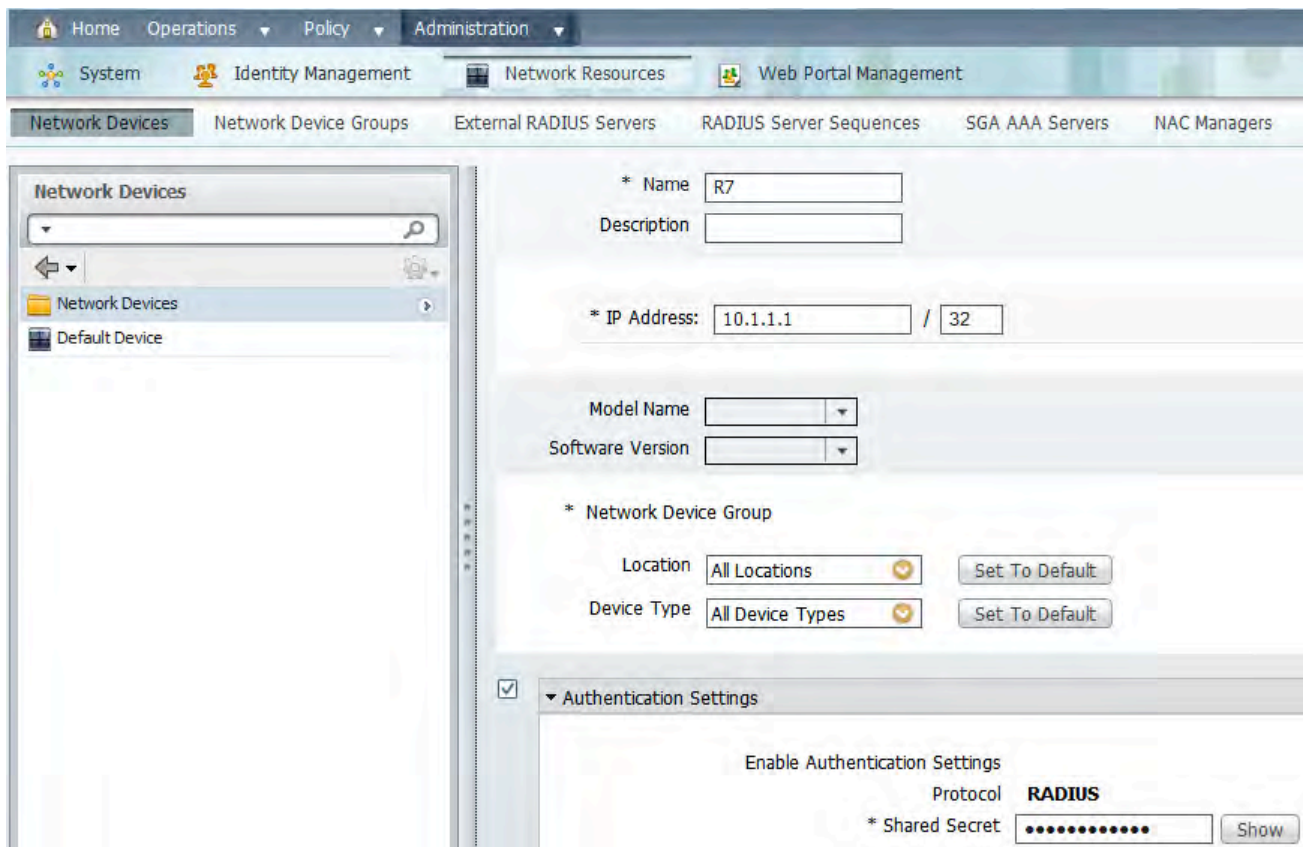 Home Operations Policy Administration
System Identity Management Network Resources Web Portal Management
Network Devices Network Device Groups External RADIUS Servers RADIUS Server Sequences SGA AAA Servers NAC Managers
Network Devices
Network Devices
Default Device
* Name R7
Description
* IP Address: 10.1.1.1 / 32
Model Name
Software Version
* Network Device Group
Location All Locations Set To Default
Device Type All Device Types Set To Default
Authentication Settings
Enable Authentication Settings
Protocol RADIUS
* Shared Secret •••••••••••• Show